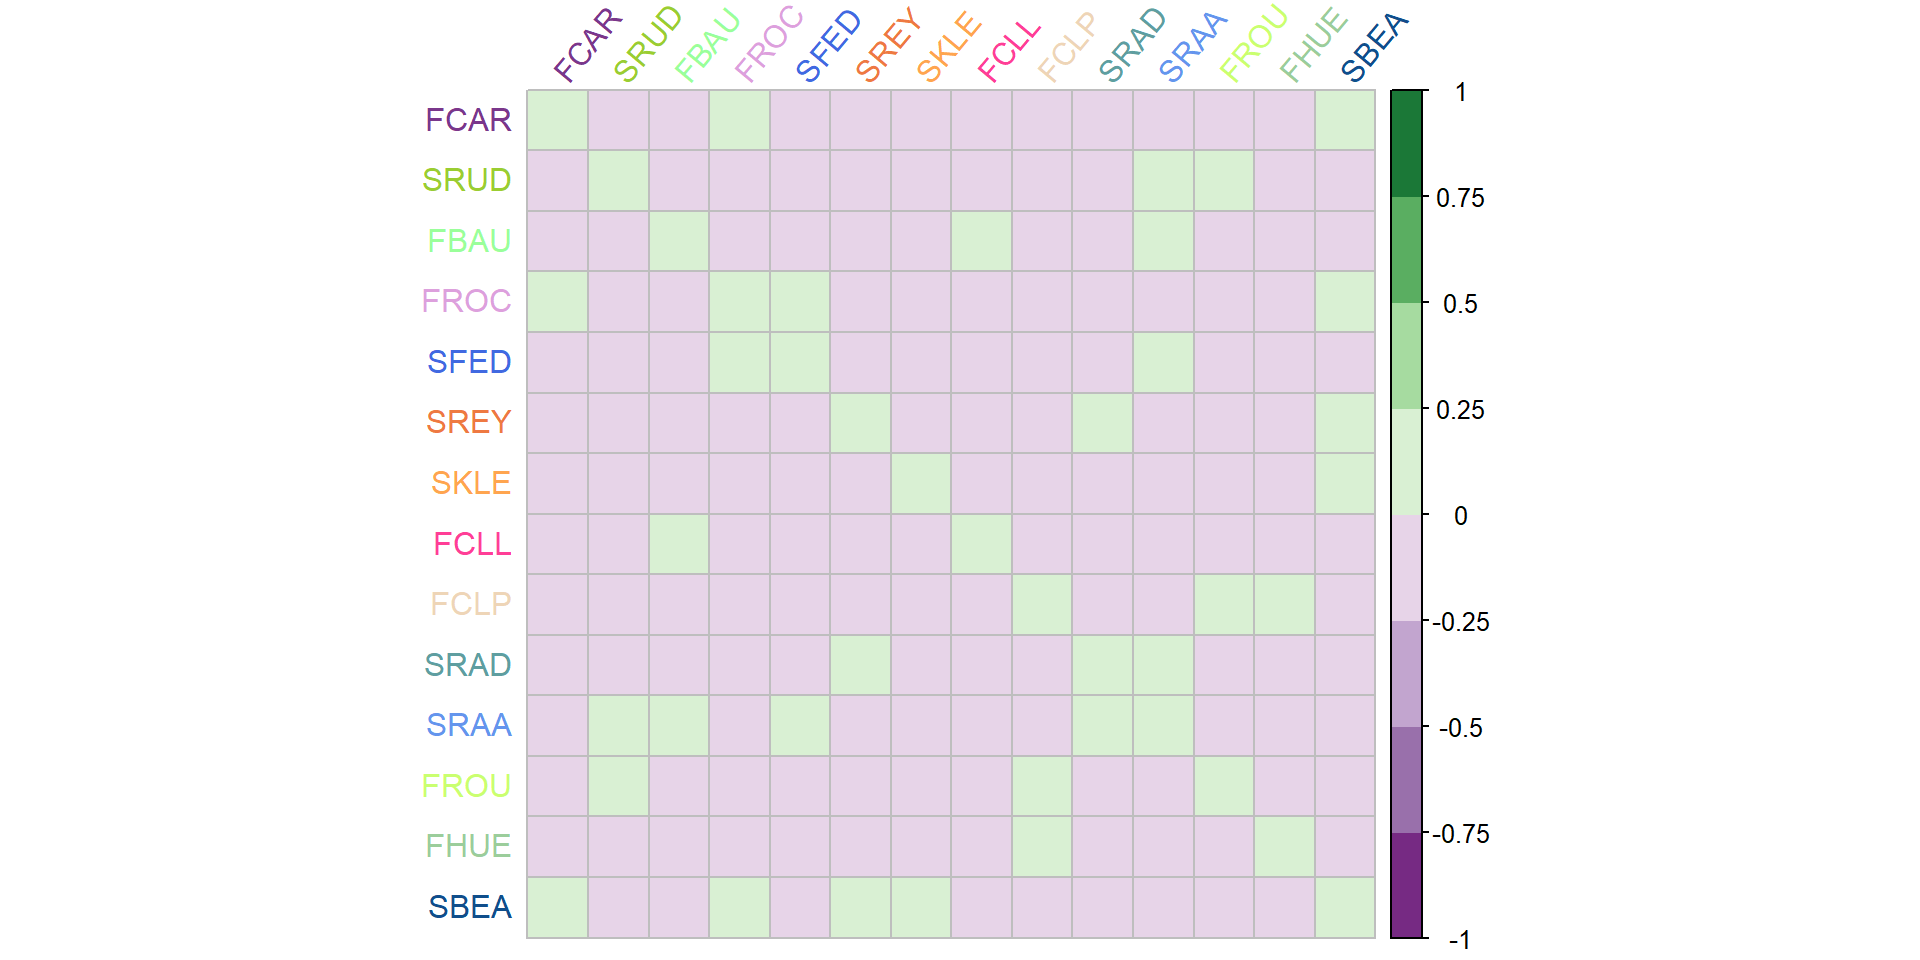 FCAR SRUD FBAU FROC SFED SREY SKLE FCLL FCLP SRAD SRAA FROU FHUE SBEA
FCAR
SRUD
FBAU
FROC
SFED
SREY
SKLE
FCLL
FCLP
SRAD
SRAA
FROU
FHUE
SBEA
1
0.75
0.5
0.25
0
-0.25
-0.5
-0.75
-1